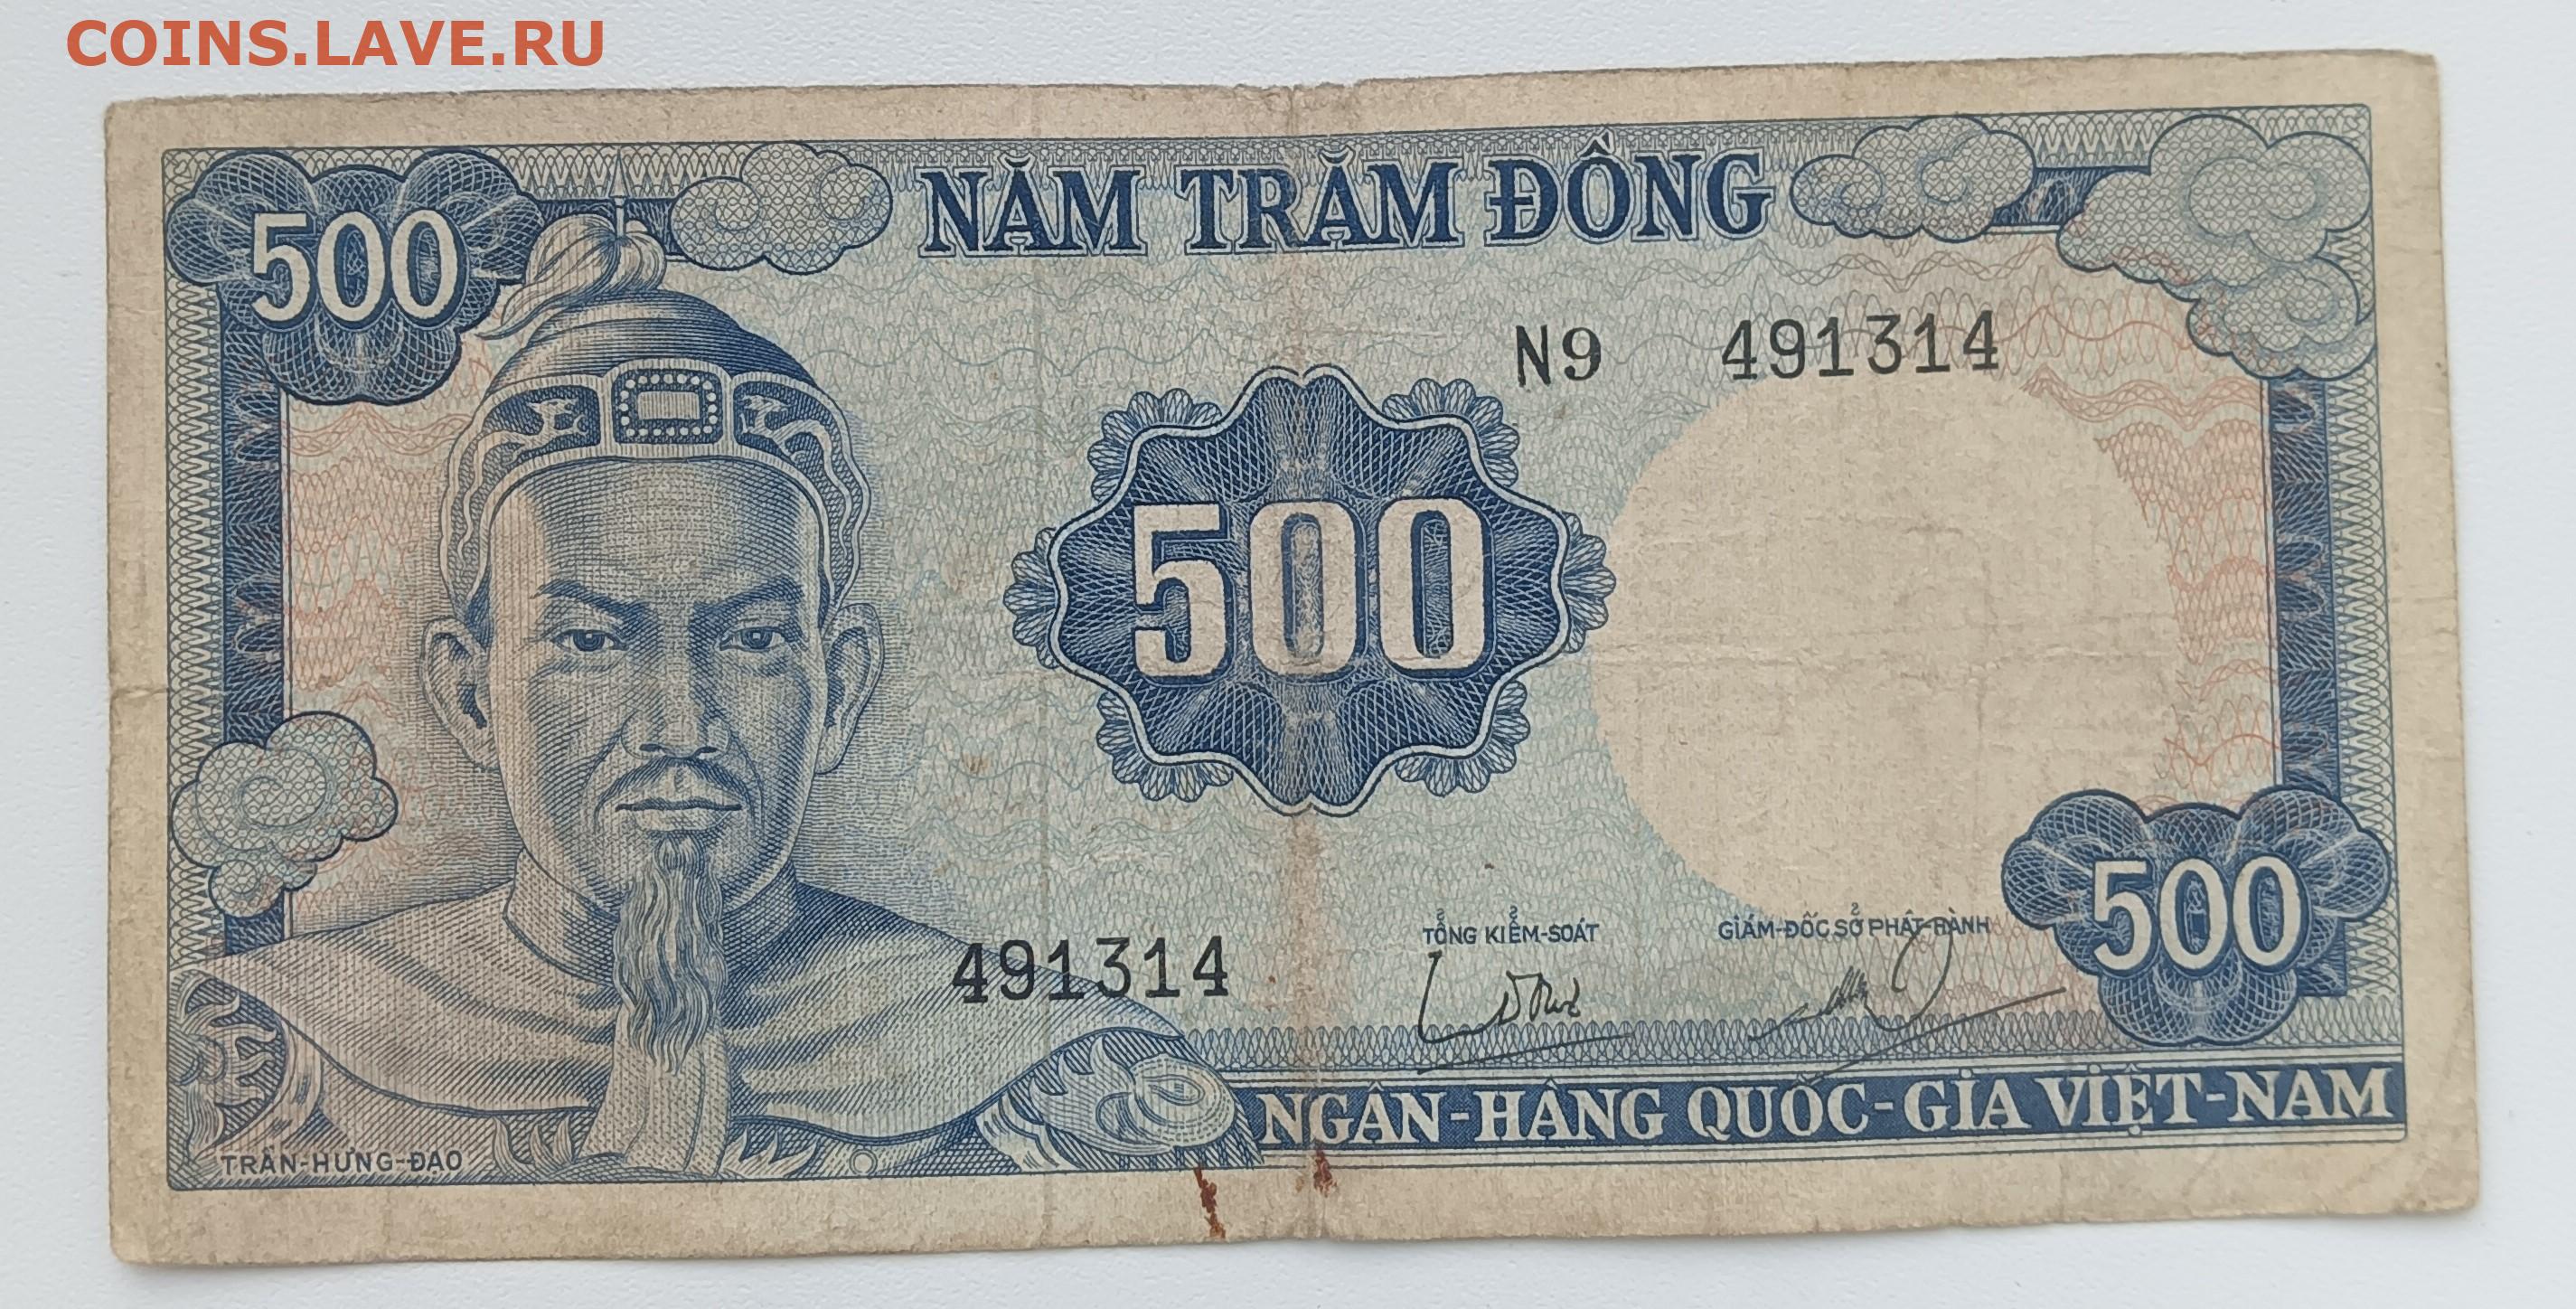 COINS.LAVE.RU
500
NĂM TRĂM ĐỒNG
N9 491314
500
TỔNG KIỂM-SOÁT
GIÁM-ĐỐC SỞ PHÁT-HÀNH
491314
500
NGÂN-HÀNG QUỐC-GIA VIỆT-NAM
TRẦN-HƯNG-ĐẠO